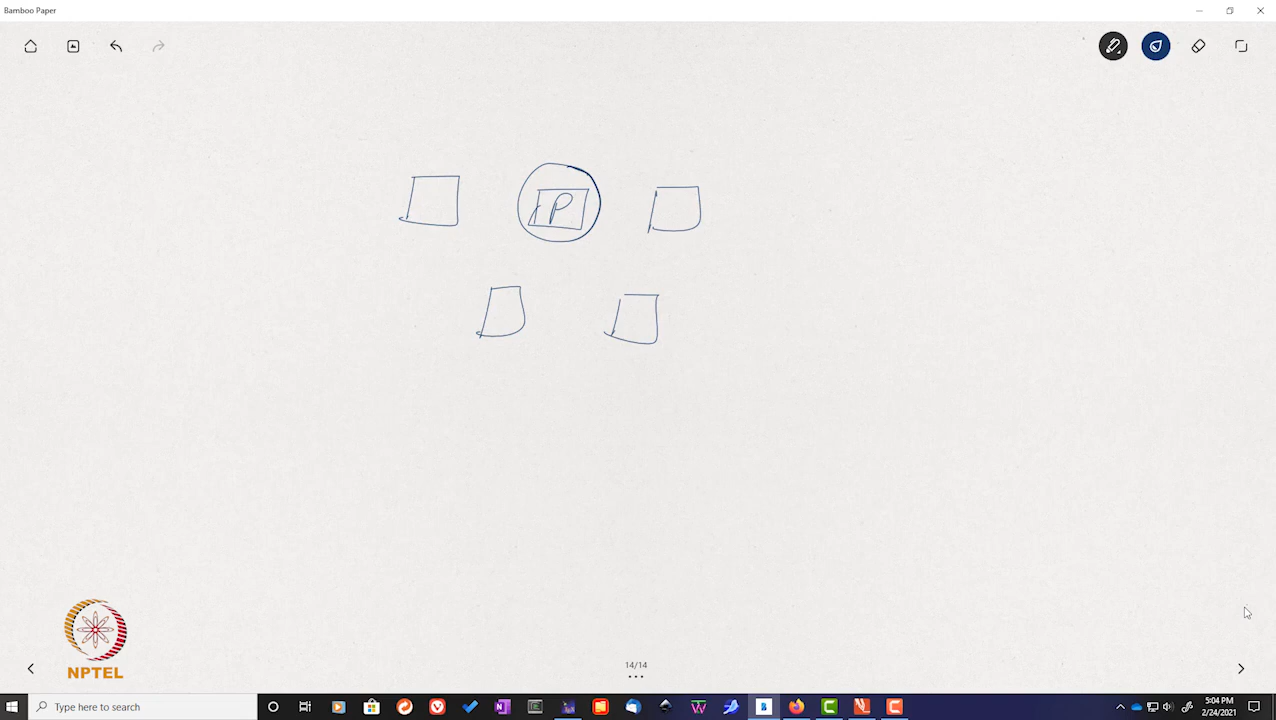 Bamboo Paper
P
14/14
NPTEL
Type here to search
5:04 PM
2/24/2021